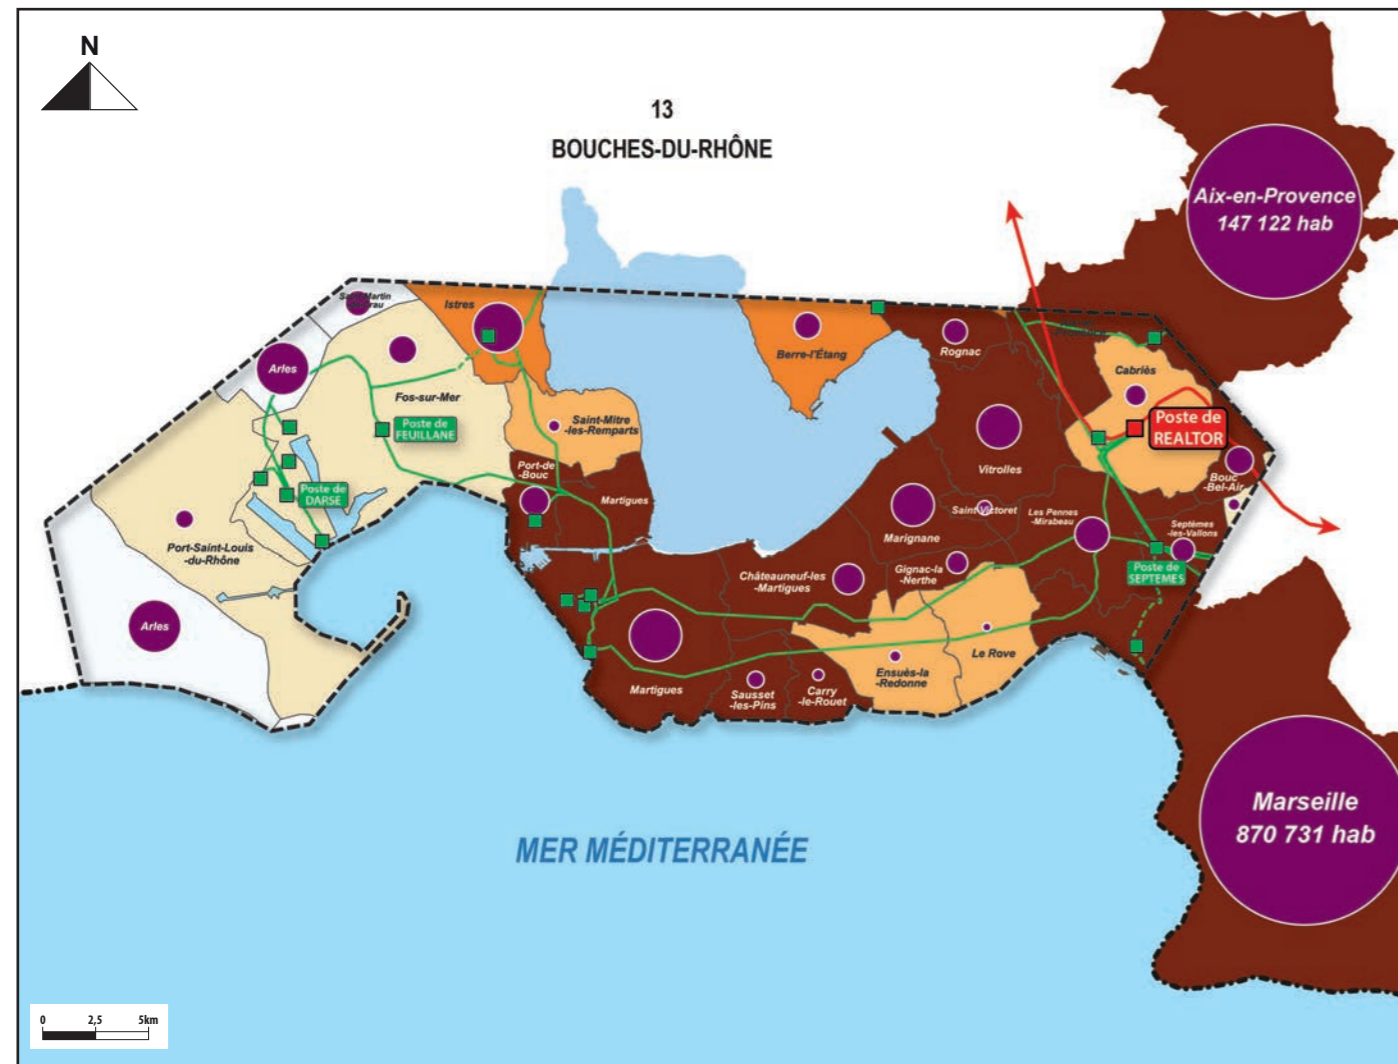 N
13
BOUCHES-DU-RHÔNE
Aix-en-Provence
147 122 hab
Istres
Berre-l'Étang
Rognac
Cabriès
Arles
Fos-sur-Mer
Poste de
FEUILLANE
Saint-Mitre
-les-Remparts
Poste de
REALTOR
Vitrolles
Bouc
-Bel-Air
Port-de
-Bouc
Martigues
Poste de
DARSE
Saint-Victoret
Marignane
Les Pennes
-Mirabeau
Septèmes
-les-Vallons
Port-Saint-Louis
-du-Rhône
Châteauneuf-les
-Martigues
Gignac-la
-Nerthe
Poste de
SEPTEMES
Arles
Martigues
Sausset
-les-Pins
Carry
-le-Rouet
Ensuès-la
-Redonne
Le Rove
MER MÉDITERRANÉE
Marseille
870 731 hab
0 2,5 5km